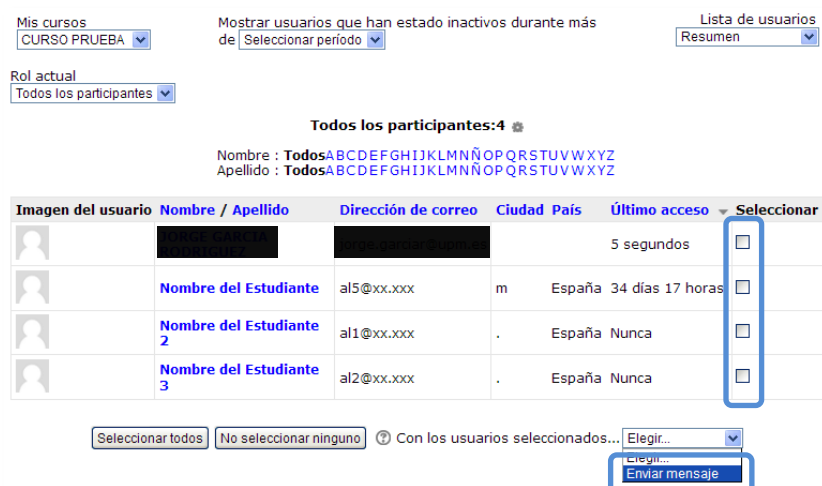 Mis cursos
CURSO PRUEBA
Mostrar usuarios que han estado inactivos durante más
de Seleccionar período
Lista de usuarios
Resumen
Rol actual
Todos los participantes
Todos los participantes:4
Nombre : Todos A B C D E F G H I J K L M N Ñ O P Q R S T U V W X Y Z
Apellido : Todos A B C D E F G H I J K L M N Ñ O P Q R S T U V W X Y Z
Imagen del usuario Nombre / Apellido Dirección de correo Ciudad País Último acceso Seleccionar
5 segundos
Nombre del Estudiante al5@xx.xxx m España 34 días 17 horas
Nombre del Estudiante
2 al1@xx.xxx . España Nunca
Nombre del Estudiante
3 al2@xx.xxx . España Nunca
Seleccionar todos No seleccionar ninguno ? Con los usuarios seleccionados... Elegir...
Elegir...
Enviar mensaje